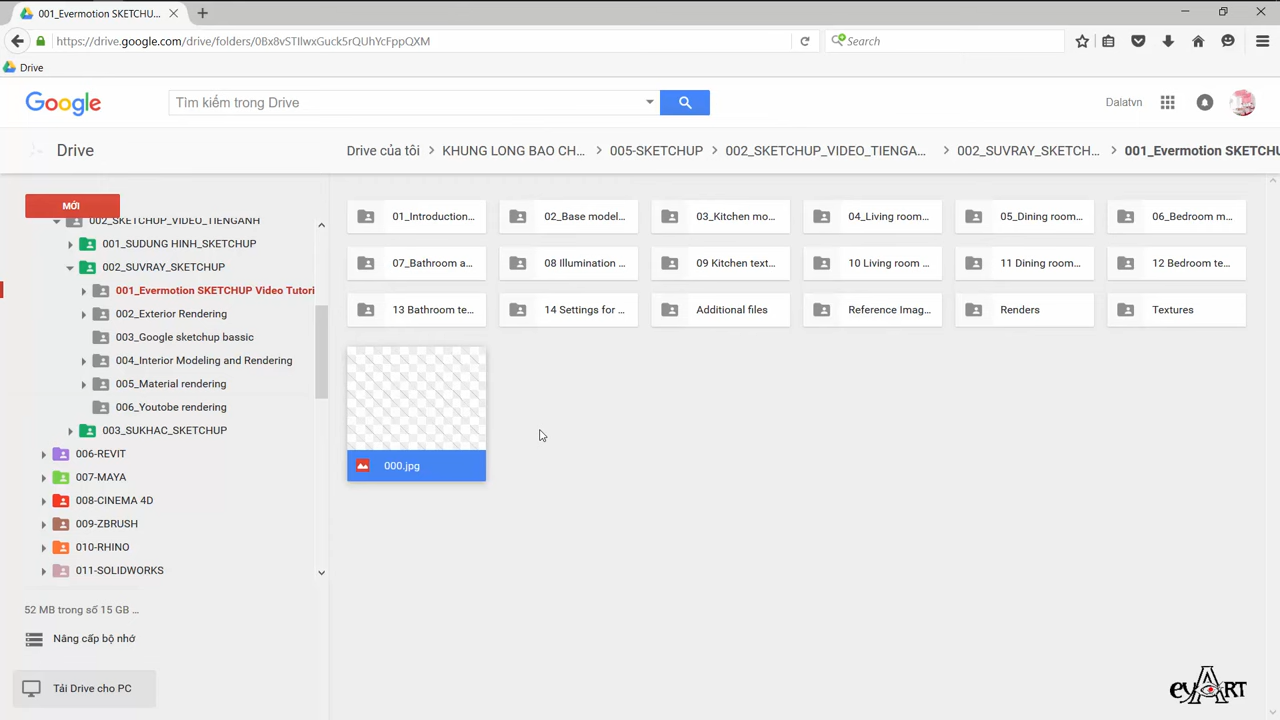 001_Evermotion SKETCHUP...
https://drive.google.com/drive/folders/0Bx8vSTIlwxGuck5rQUhYcFppQXM
Search
Drive
Google
Tìm kiếm trong Drive
Dalatvn
Drive
Drive của tôi
KHUNG LONG BAO CH...
005-SKETCHUP
002_SKETCHUP_VIDEO_TIENGA...
002_SUVRAY_SKETCH...
001_Evermotion SKETCHU
MỚI
002_SKETCHUP_VIDEO_TIENGANH
001_SUDUNG HINH_SKETCHUP
002_SUVRAY_SKETCHUP
001_Evermotion SKETCHUP Video Tutori
002_Exterior Rendering
003_Google sketchup bassic
004_Interior Modeling and Rendering
005_Material rendering
006_Youtube rendering
003_SUKHAC_SKETCHUP
006-REVIT
007-MAYA
008-CINEMA 4D
009-ZBRUSH
010-RHINO
011-SOLIDWORKS
52 MB trong số 15 GB ...
Nâng cấp bộ nhớ
Tải Drive cho PC
01_Introduction...
02_Base model...
03_Kitchen mo...
04_Living room...
05_Dining room...
06_Bedroom m...
07_Bathroom a...
08 Illumination ...
09 Kitchen text...
10 Living room ...
11 Dining room...
12 Bedroom te...
13 Bathroom te...
14 Settings for ...
Additional files
Reference Imag...
Renders
Textures
000.jpg
eyART